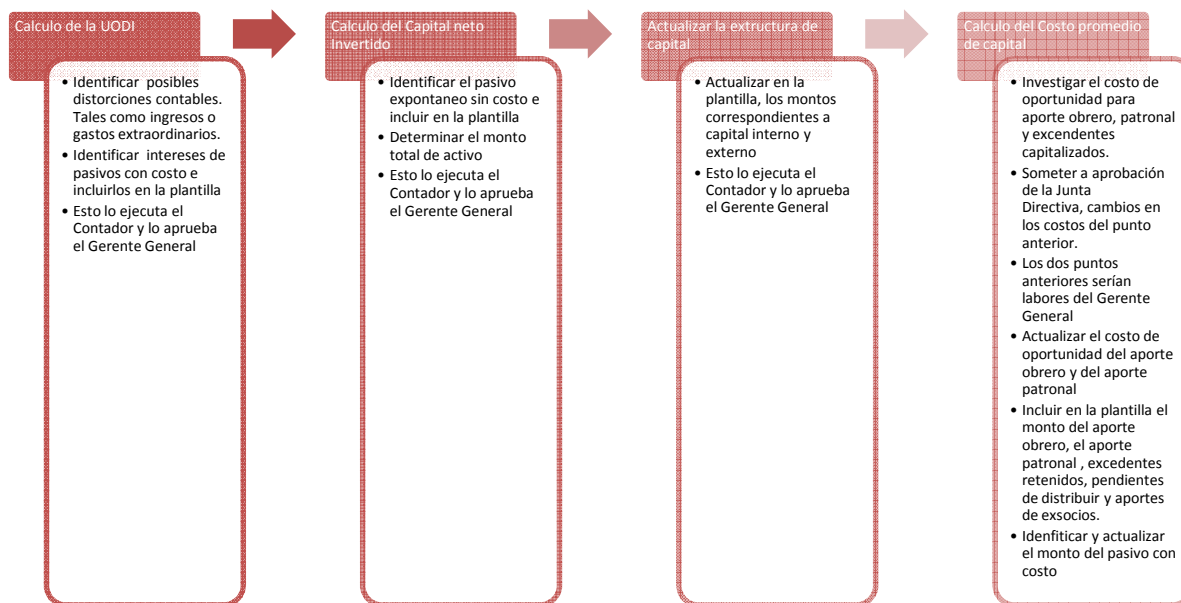 Calculo de la UODI
• Identificar posibles
distorciones contables.
Tales como ingresos o
gastos extraordinarios.
• Identificar intereses de
pasivos con costo e
incluirlos en la plantilla
• Esto lo ejecuta el
Contador y lo aprueba
el Gerente General
Calculo del Capital neto
Invertido
• Identificar el pasivo
expontaneo sin costo e
incluir en la plantilla
• Determinar el monto
total de activo
• Esto lo ejecuta el
Contador y lo aprueba
el Gerente General
Actualizar la extructura de
capital
• Actualizar en la
plantilla, los montos
correspondientes a
capital interno y
externo
• Esto lo ejecuta el
Contador y lo aprueba
el Gerente General
Calculo del Costo promedio
de capital
• Investigar el costo de
oportunidad para
aporte obrero, patronal
y excendentes
capitalizados.
• Someter a aprobación
de la Junta
Directiva, cambios en
los costos del punto
anterior.
• Los dos puntos
anteriores serían
labores del Gerente
General
• Actualizar el costo de
oportunidad del aporte
obrero y del aporte
patronal
• Incluir en la plantilla el
monto del aporte
obrero, el aporte
patronal , excedentes
retenidos, pendientes
de distribuir y aportes
de exsocios.
• Idenfiticar y actualizar
el monto del pasivo con
costo